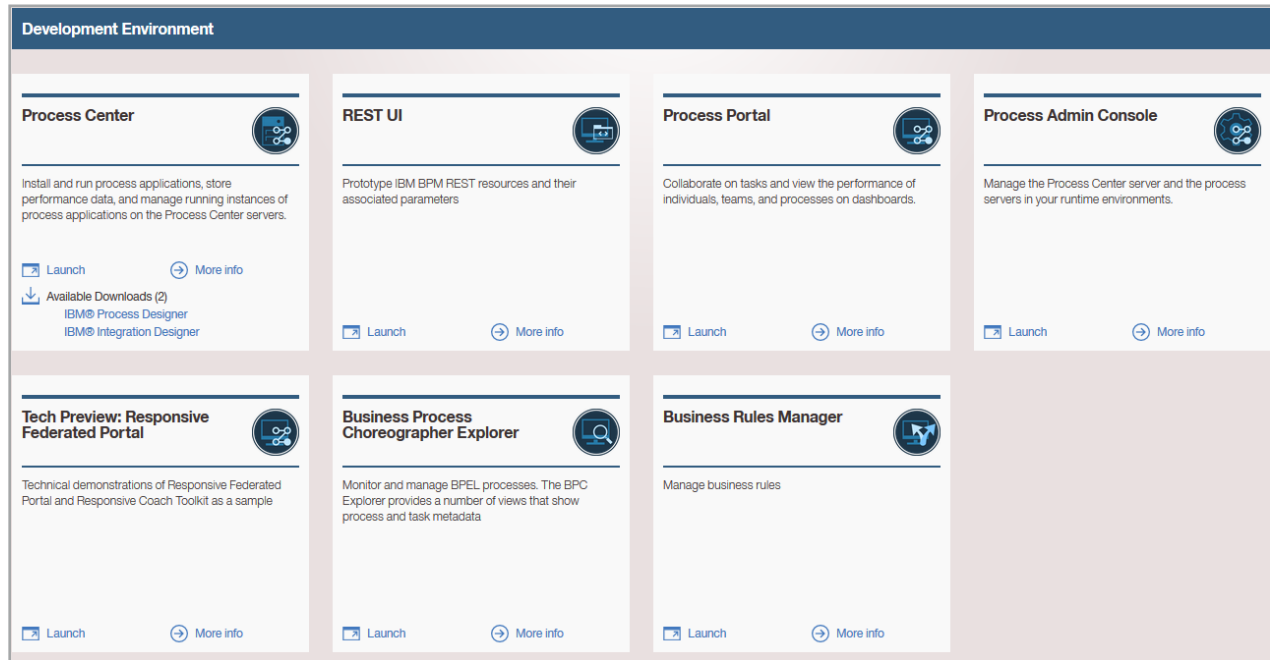 Development Environment
Process Center
Install and run process applications, store
performance data, and manage running instances of
process applications on the Process Center servers.
Launch
More info
Available Downloads (2)
IBM® Process Designer
IBM® Integration Designer
REST UI
Prototype IBM BPM REST resources and their
associated parameters
Launch
More info
Process Portal
Collaborate on tasks and view the performance of
individuals, teams, and processes on dashboards.
Launch
More info
Process Admin Console
Manage the Process Center server and the process
servers in your runtime environments.
Launch
More info
Tech Preview: Responsive
Federated Portal
Technical demonstrations of Responsive Federated
Portal and Responsive Coach Toolkit as a sample
Launch
More info
Business Process
Choreographer Explorer
Monitor and manage BPEL processes. The BPC
Explorer provides a number of views that show
process and task metadata
Launch
More info
Business Rules Manager
Manage business rules
Launch
More info